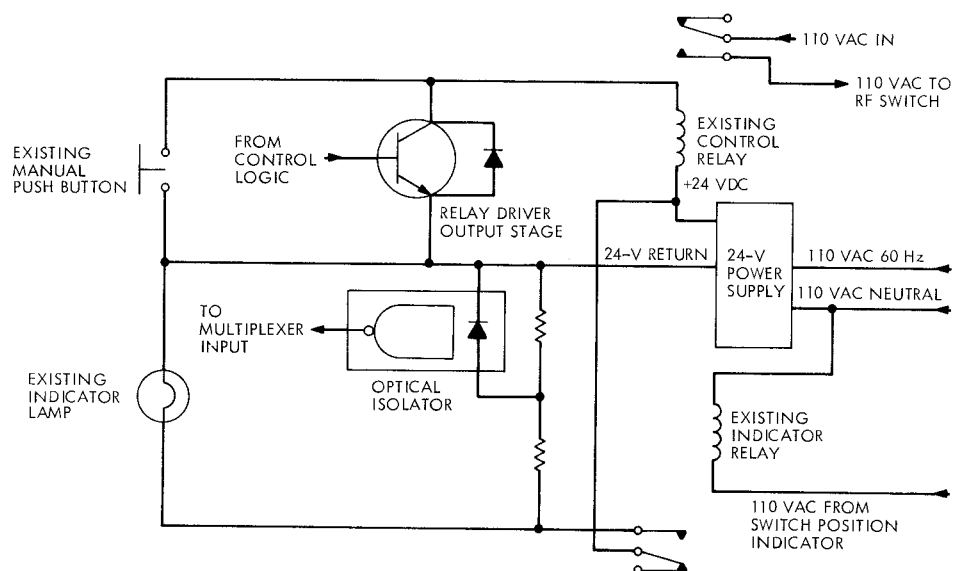 110 VAC IN
110 VAC TO
RF SWITCH
EXISTING
CONTROL
RELAY
FROM
CONTROL
LOGIC
EXISTING
MANUAL
PUSH BUTTON
+24 VDC
RELAY DRIVER
OUTPUT STAGE
24-V RETURN
24-V
POWER
SUPPLY
110 VAC 60 Hz
110 VAC NEUTRAL
TO
MULTIPLEXER
INPUT
OPTICAL
ISOLATOR
EXISTING
INDICATOR
LAMP
EXISTING
INDICATOR
RELAY
110 VAC FROM
SWITCH POSITION
INDICATOR